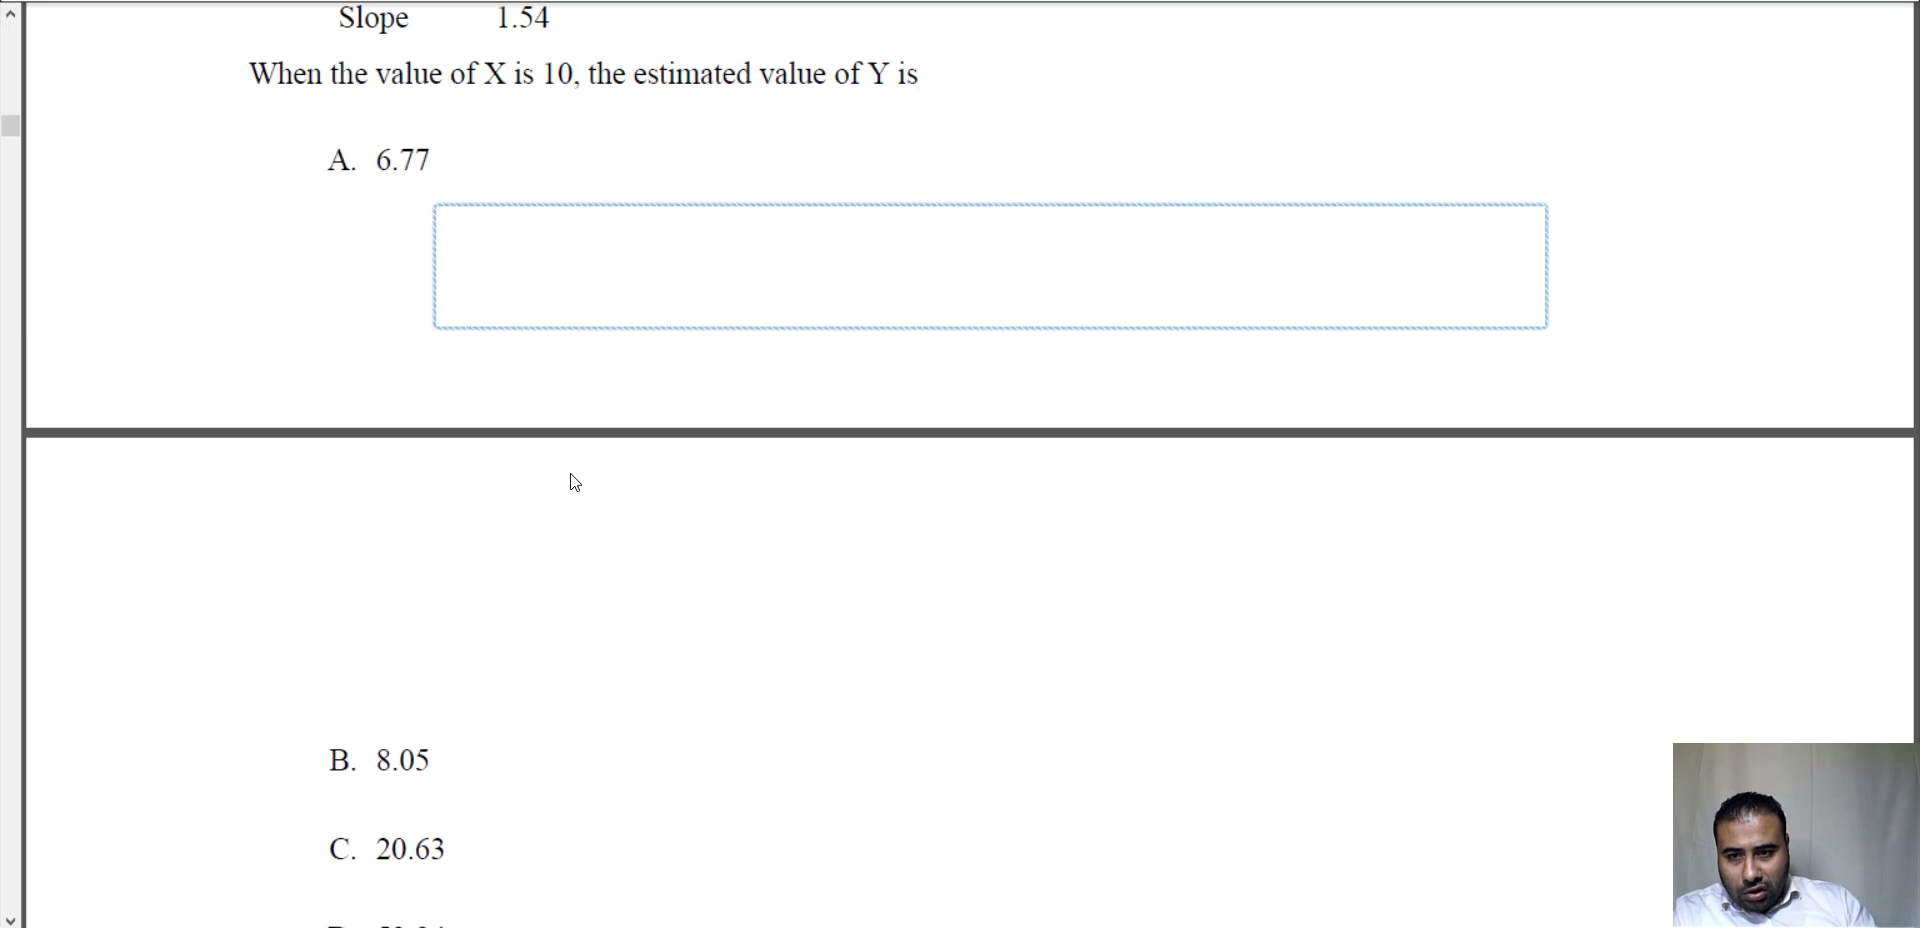 Slope 1.54
When the value of X is 10, the estimated value of Y is
A. 6.77
B. 8.05
C. 20.63